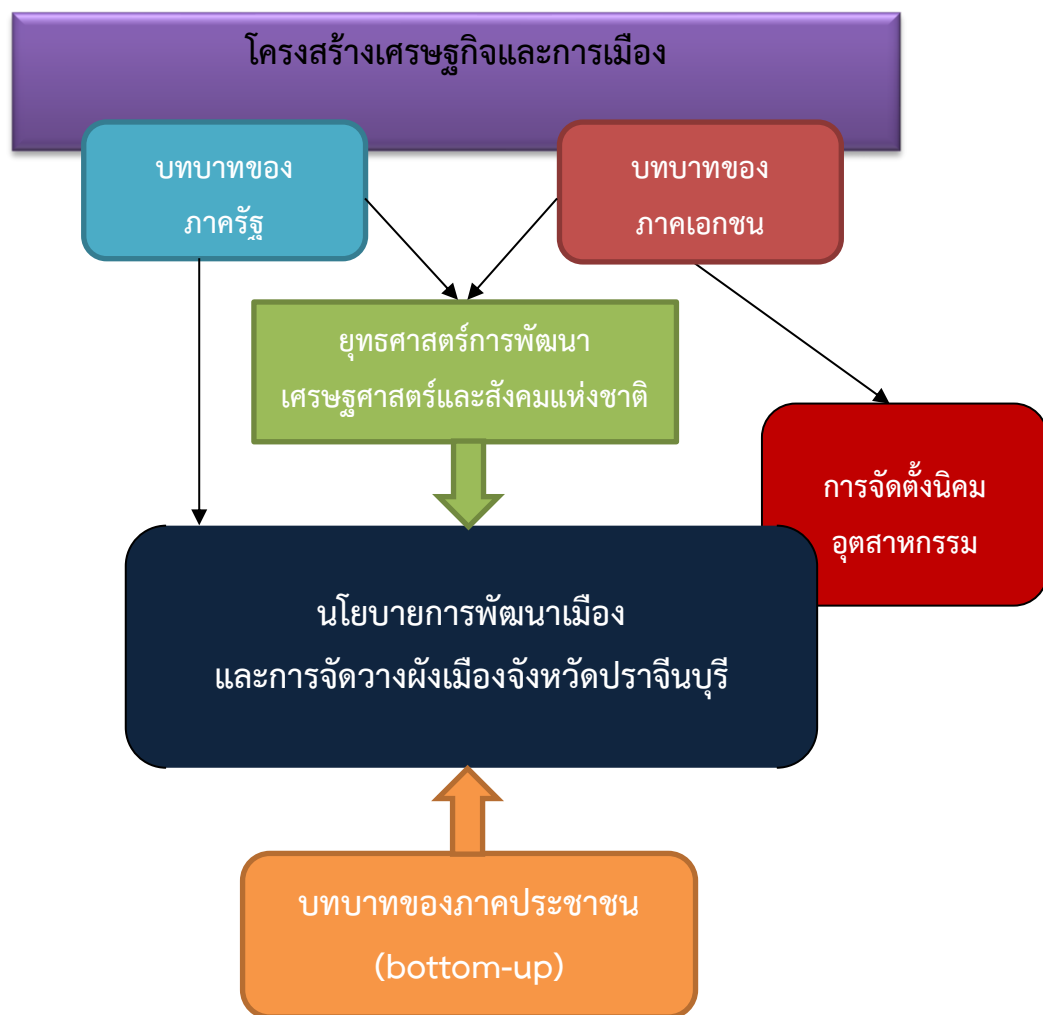 โครงสร้างเศรษฐกิจและการเมือง
บทบาทของ
ภาครัฐ
บทบาทของ
ภาคเอกชน
ยุทธศาสตร์การพัฒนา
เศรษฐศาสตร์และสังคมแห่งชาติ
การจัดตั้งนิคม
อุตสาหกรรม
นโยบายการพัฒนาเมือง
และการจัดวางผังเมืองจังหวัดปราจีนบุรี
บทบาทของภาคประชาชน
(bottom-up)